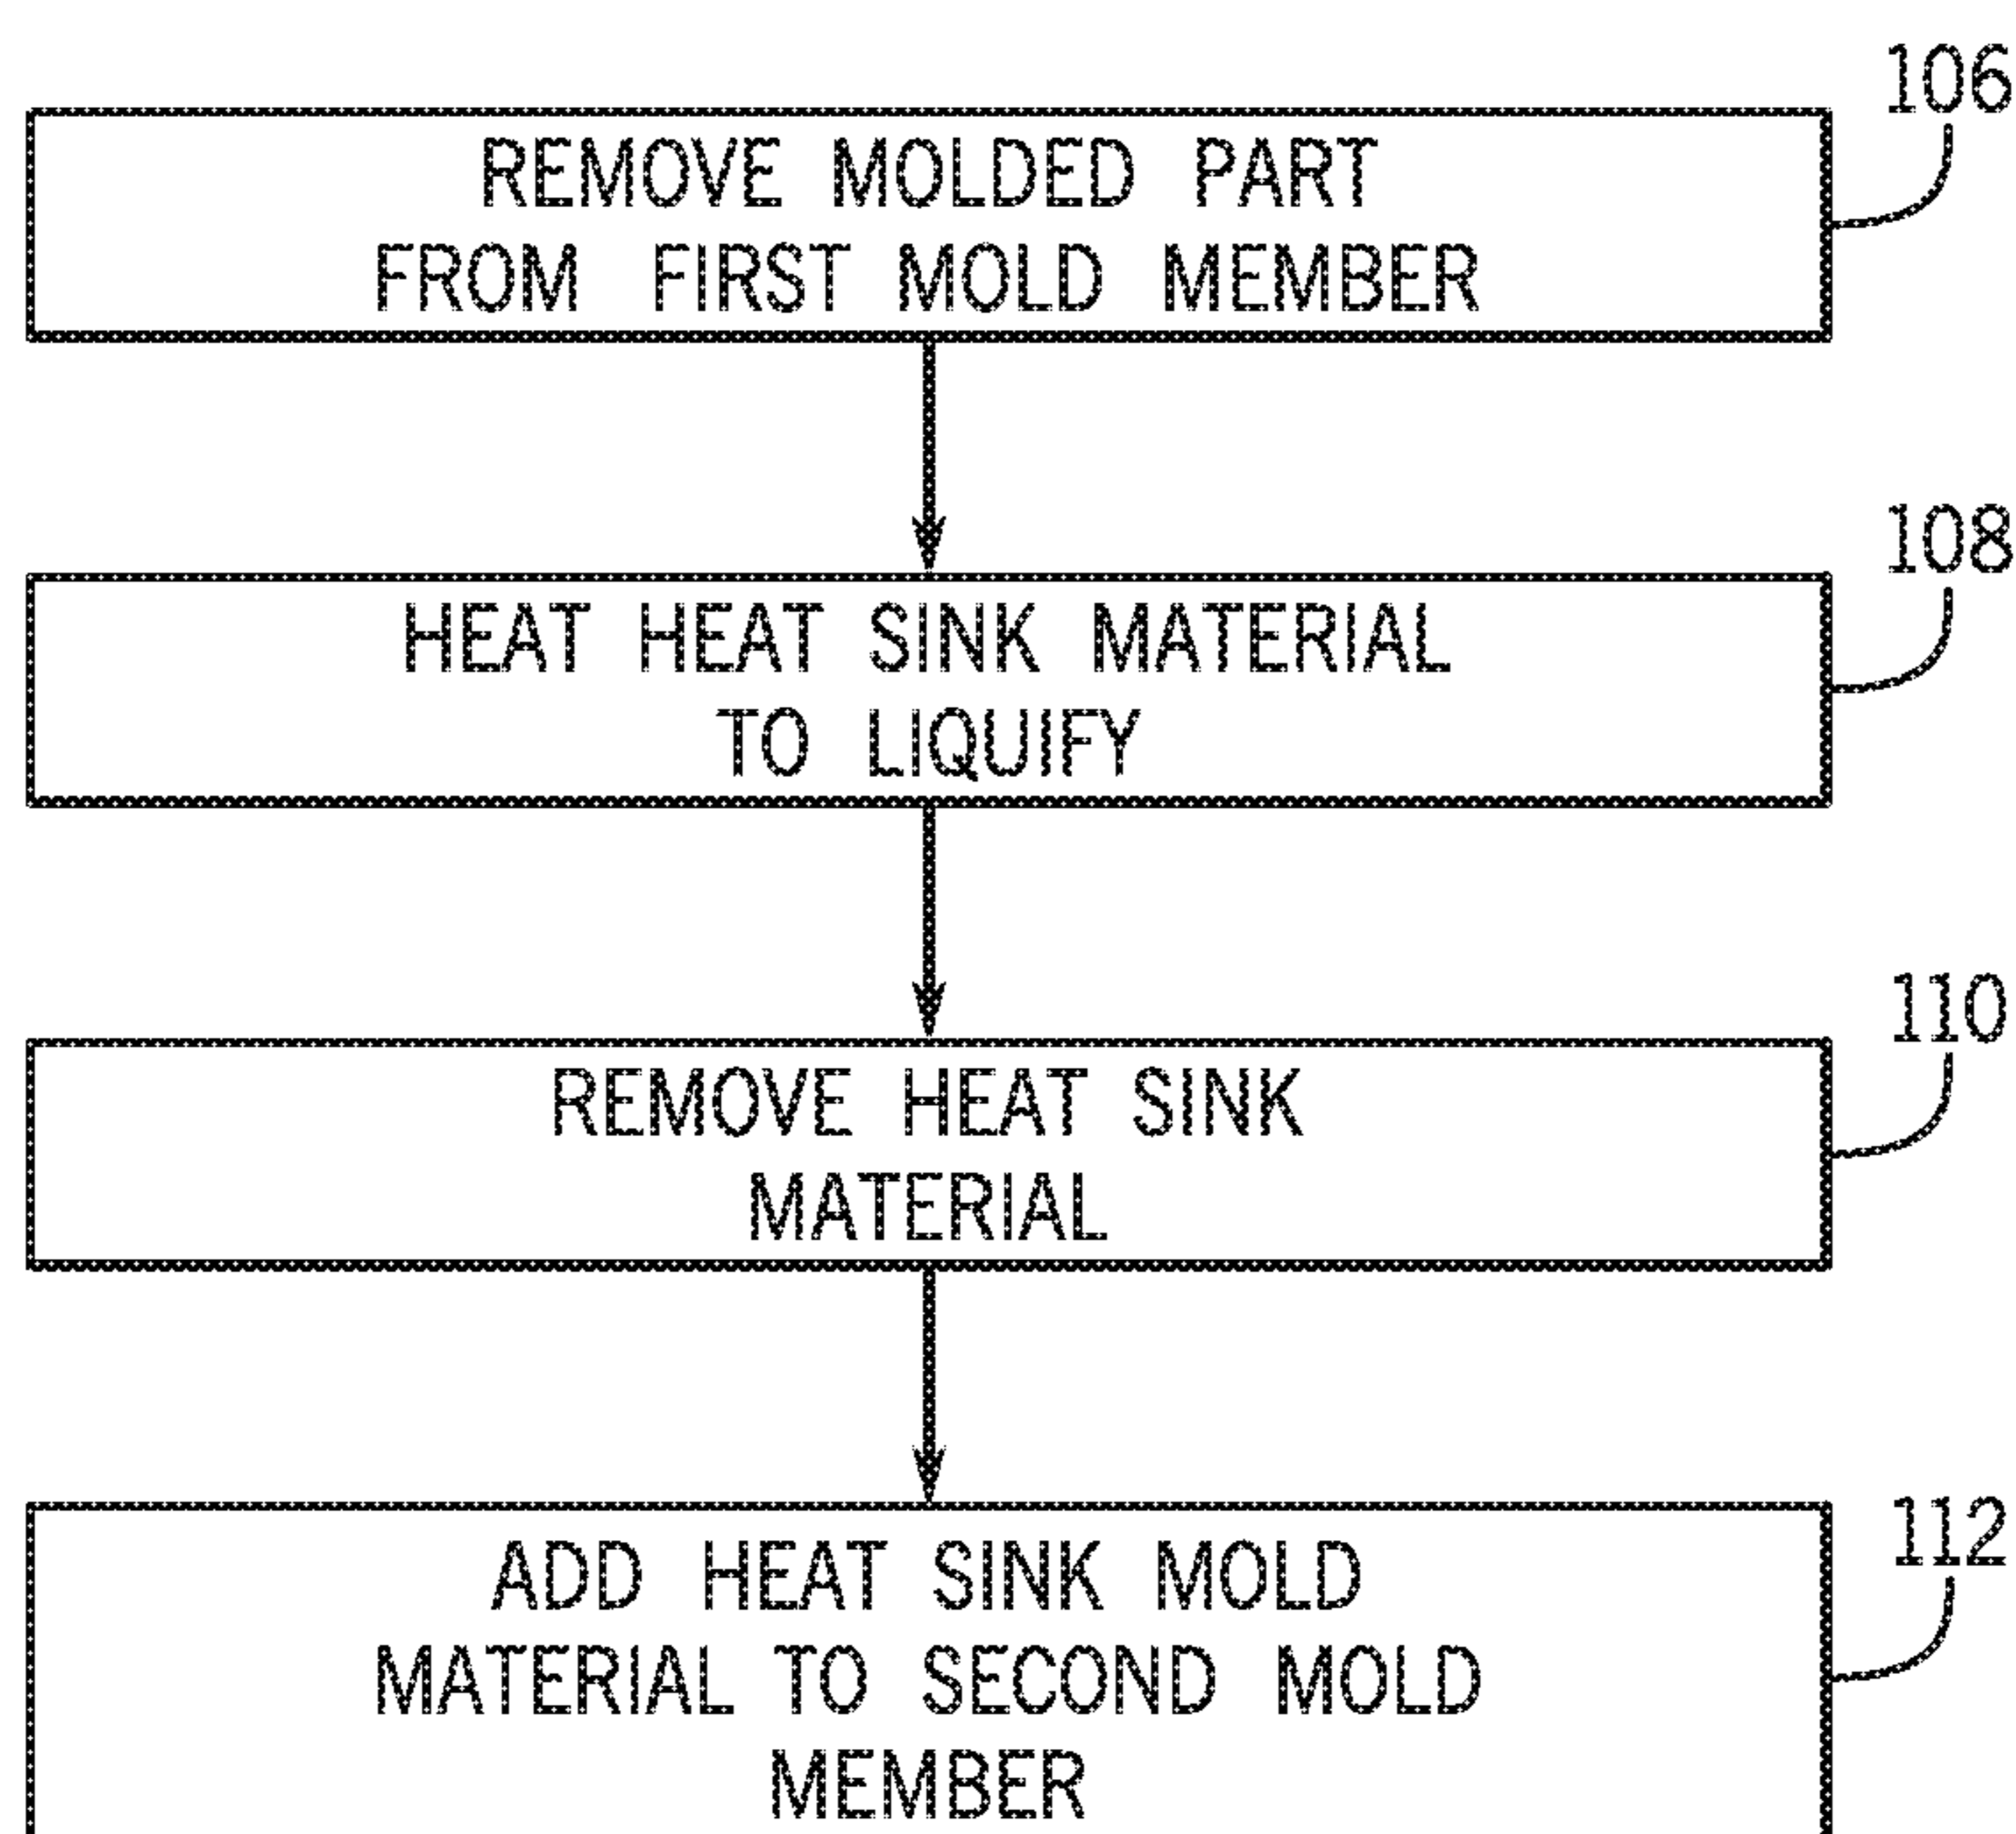 106
REMOVE MOLDED PART
FROM FIRST MOLD MEMBER
108
HEAT HEAT SINK MATERIAL
TO LIQUIFY
110
REMOVE HEAT SINK
MATERIAL
112
ADD HEAT SINK MOLD
MATERIAL TO SECOND MOLD
MEMBER